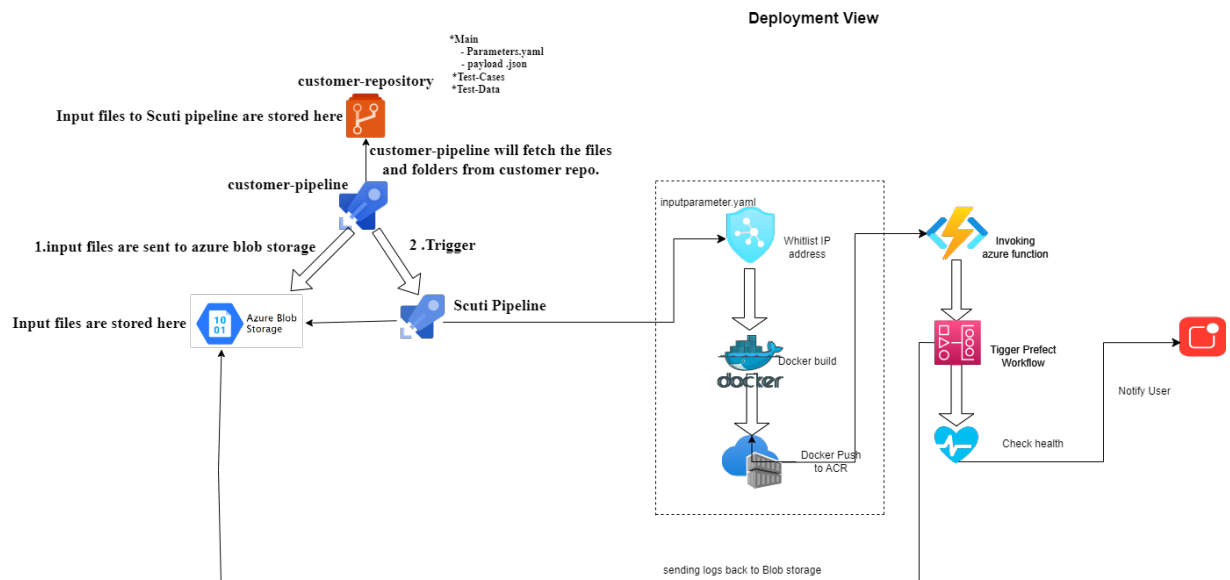 Deployment View
*Main
- Parameters.yaml
- payload .json
*Test-Cases
*Test-Data
customer-repository
Input files to Scuti pipeline are stored here
customer-pipeline will fetch the files
and folders from customer repo.
customer-pipeline
1.input files are sent to azure blob storage
2 .Trigger
Input files are stored here
10
01
Azure Blob
Storage
Scuti Pipeline
inputparameter.yaml
Whitlist IP
address
docker
Docker build
Docker Push
to ACR
Invoking
azure function
Tigger Prefect
Workflow
Check health
Notify User
sending logs back to Blob storage